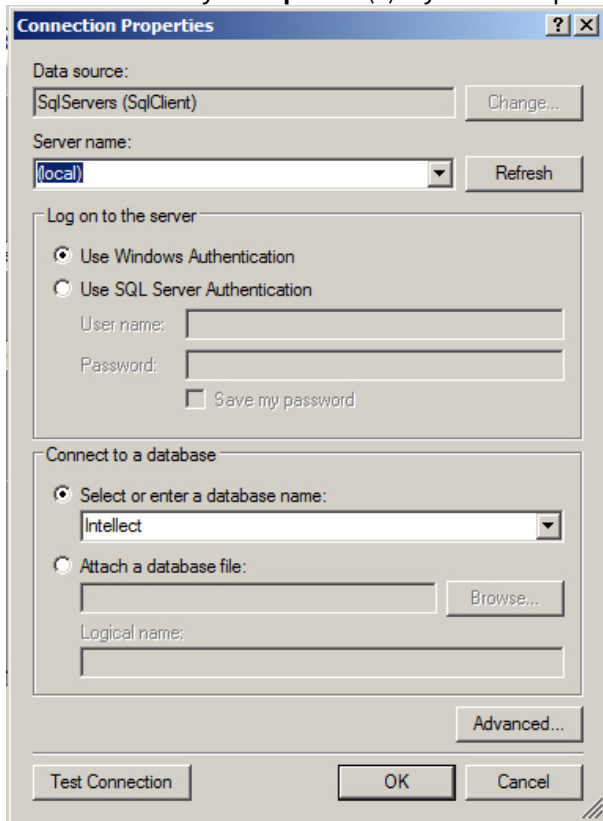 Connection Properties
Data source:
SqlServers (SqlClient)
Change...
Server name:
(local)
Refresh
Log on to the server
Use Windows Authentication
Use SQL Server Authentication
User name:
Password:
Save my password
Connect to a database
Select or enter a database name:
Intellect
Attach a database file:
Browse...
Logical name:
Advanced...
Test Connection
OK
Cancel